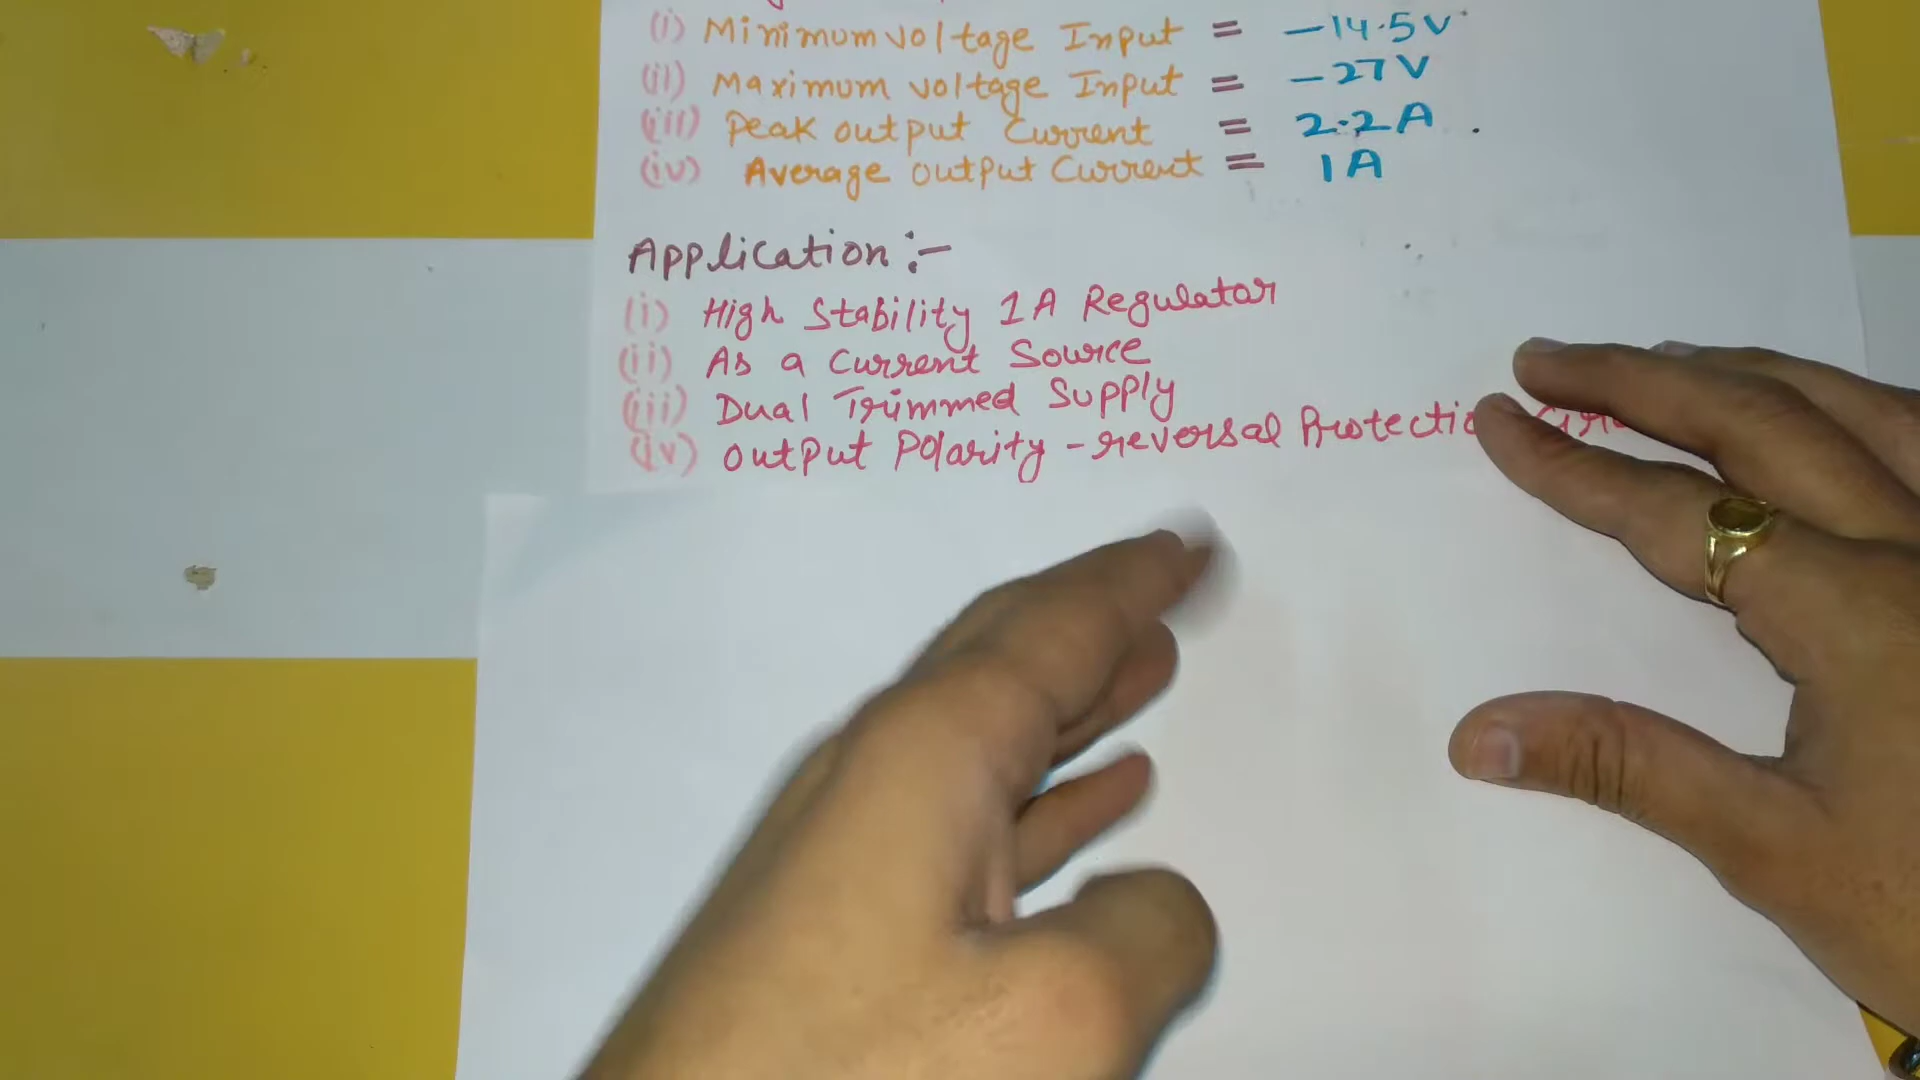 (i) Minimum voltage Input = -14.5V
(ii) Maximum voltage Input = -27V
(iii) Peak output Current = 2.2A
(iv) Average output Current = 1A
Application :-
(i) High Stability 1A Regulator
(ii) As a Current Source
(iii) Dual Trimmed Supply
(iv) Output Polarity - reversal